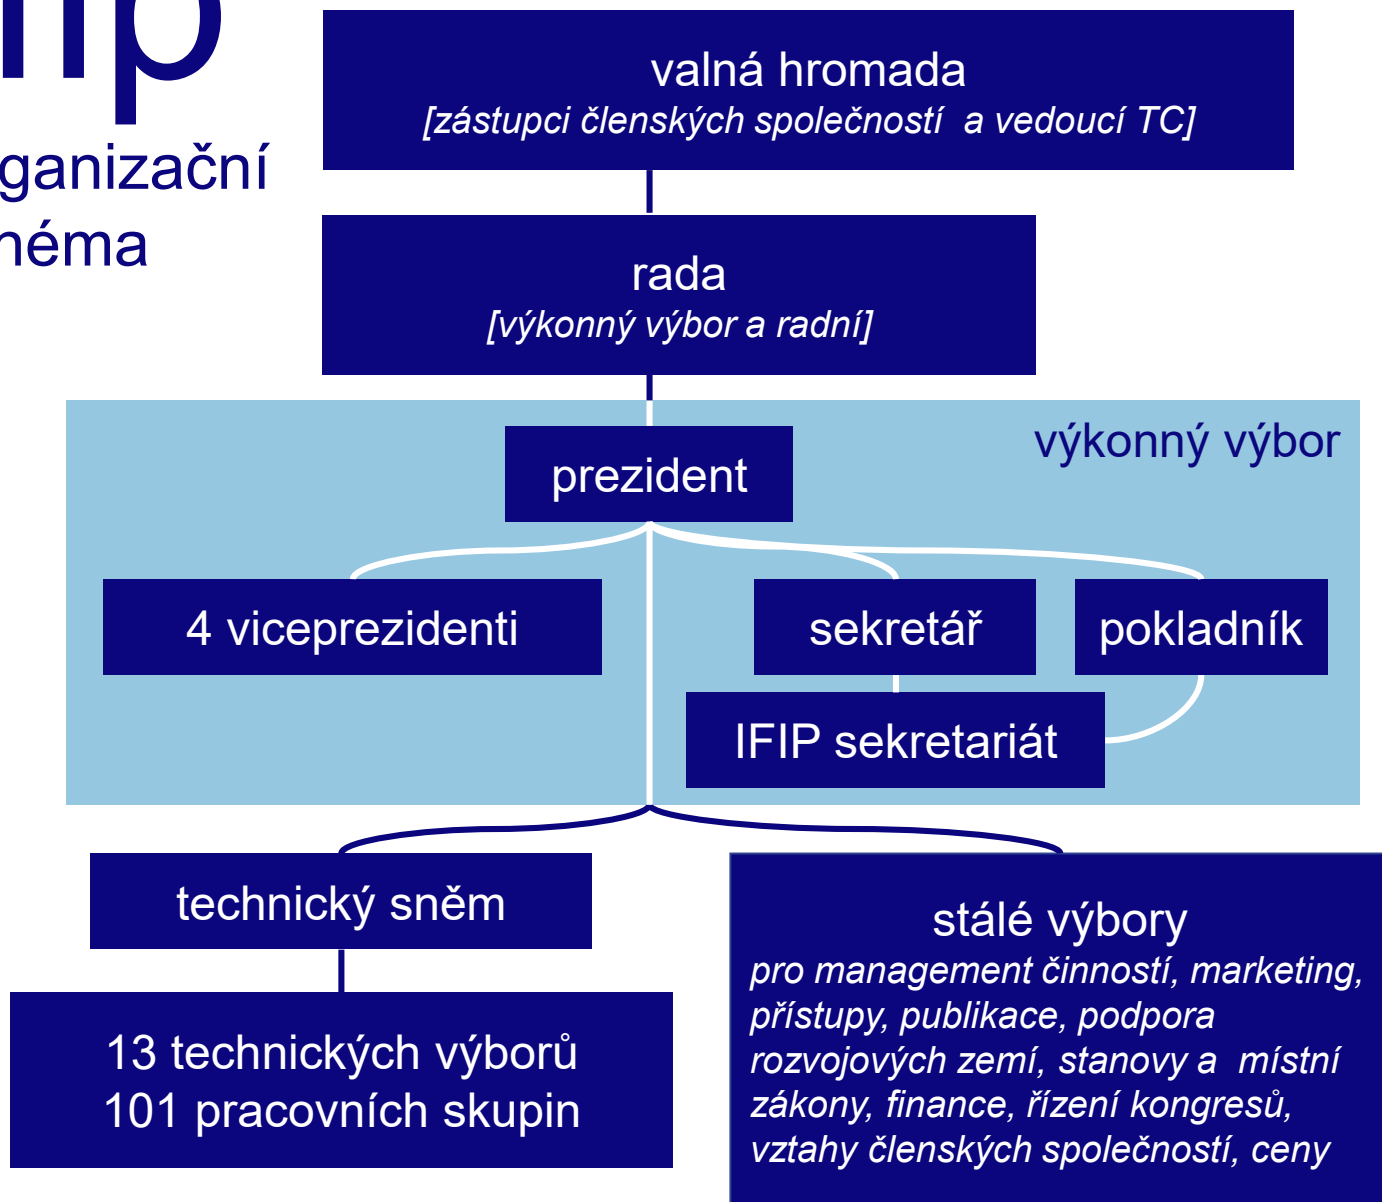 valná hromada
[zástupci členských společností  a vedoucí TC]
ganizační
rada
[výkonný výbor a radní]
výkonný výbor
prezident
4 viceprezidenti
sekretář
pokladník
IFIP sekretariát
technický sněm
13 technických výborů
101 pracovních skupin
stálé výbory
pro management činností, marketing,
přístupy, publikace, podpora
rozvojových zemí, stanovy a  místní
zákony, finance, řízení kongresů,
vztahy členských společností, ceny